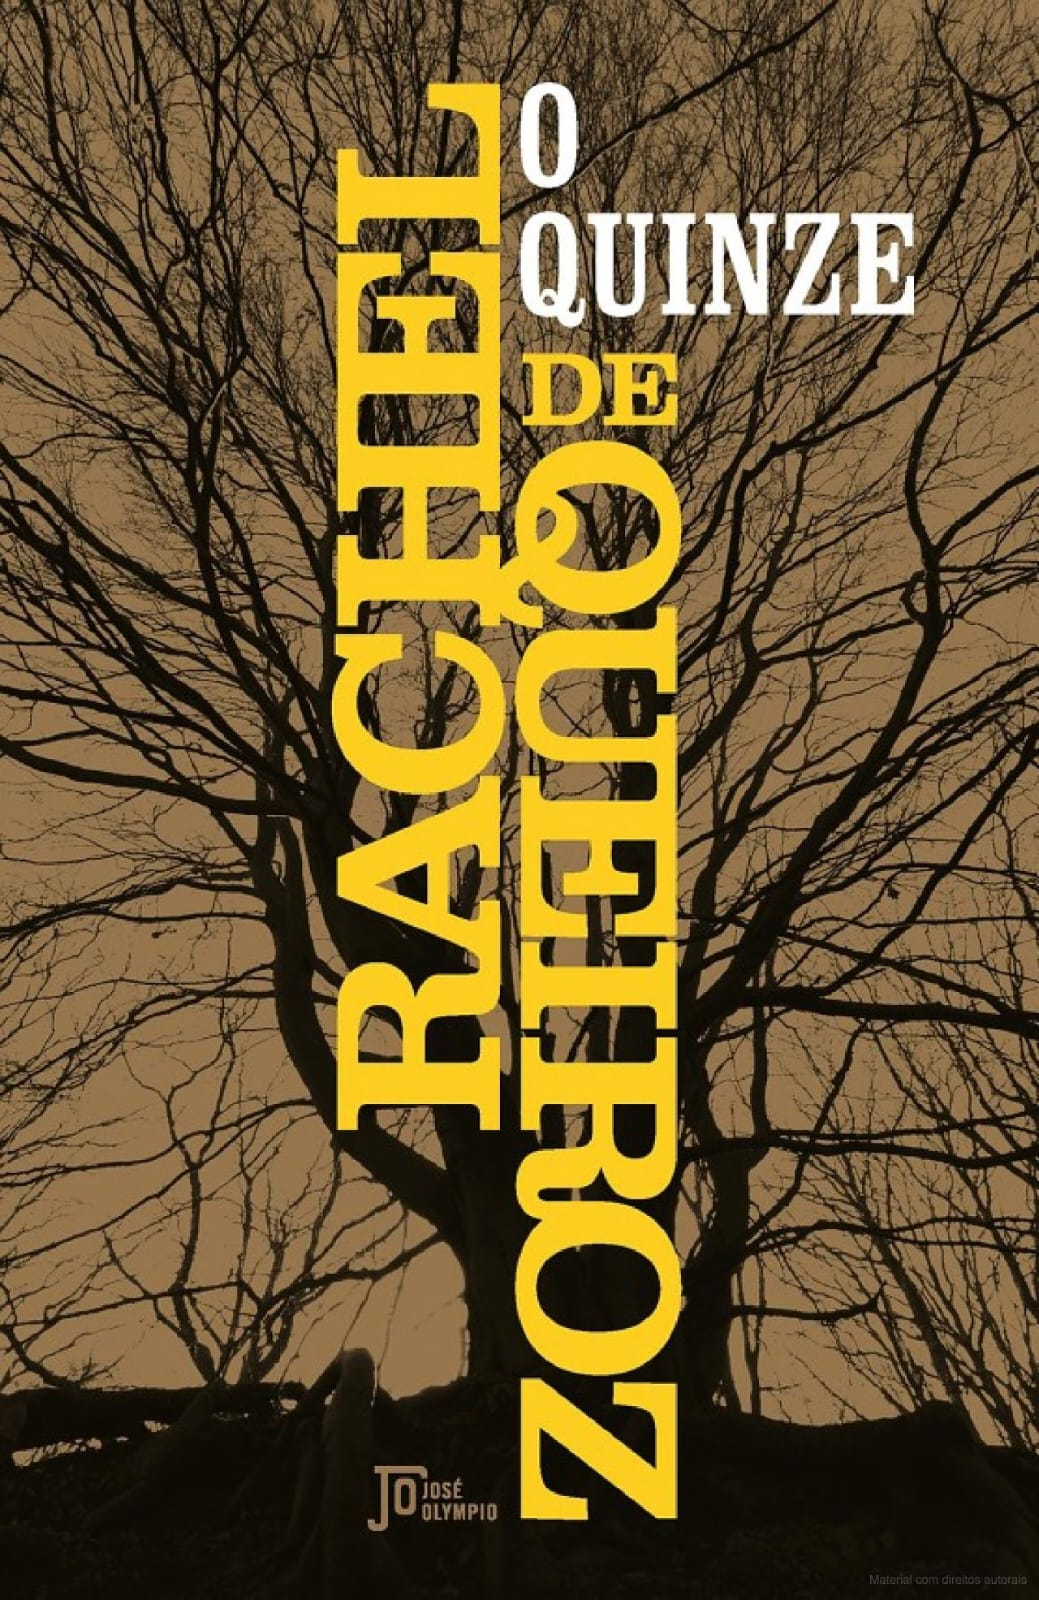 O
QUINZE
RACHEL
DE
QUEIROZ
JO JOSÉ
OLYMPIO
Material com direitos autorais